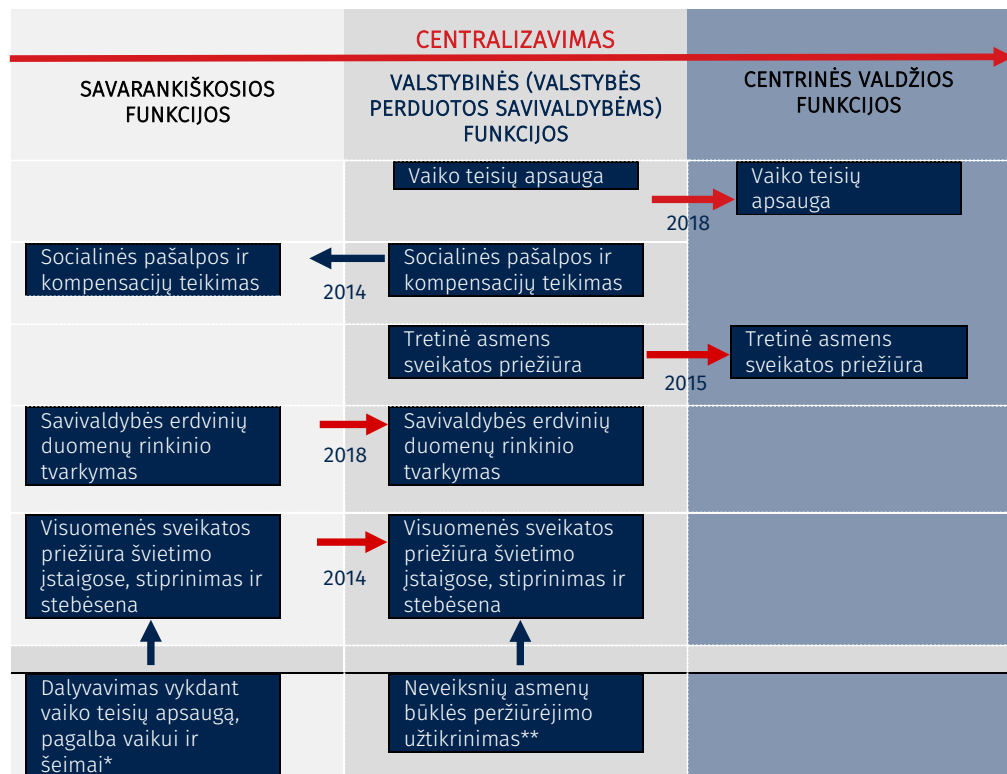 CENTRALIZAVIMAS
SAVARANKIŠKOSIOS
FUNKCIJOS
VALSTYBINĖS (VALSTYBĖS
PERDUOTOS SAVIVALDYBĖMS)
FUNKCIJOS
CENTRINĖS VALDŽIOS
FUNKCIJOS
Vaiko teisių apsauga
2018
Vaiko teisių
apsauga
Socialinės pašalpos ir
kompensacijų teikimas
2014
Socialinės pašalpos ir
kompensacijų teikimas
Tretinė asmens
sveikatos priežiūra
2015
Tretinė asmens
sveikatos priežiūra
Savivaldybės erdvinių
duomenų rinkinio
tvarkymas
2018
Savivaldybės erdvinių
duomenų rinkinio
tvarkymas
Visuomenės sveikatos
priežiūra švietimo
įstaigose, stiprinimas ir
stebėsena
2014
Visuomenės sveikatos
priežiūra švietimo
įstaigose, stiprinimas ir
stebėsena
Dalyvavimas vykdant
vaiko teisių apsaugą,
pagalba vaikui ir
šeimai*
Neveiksnių asmenų
būklės peržiūrėjimo
užtikrinimas**